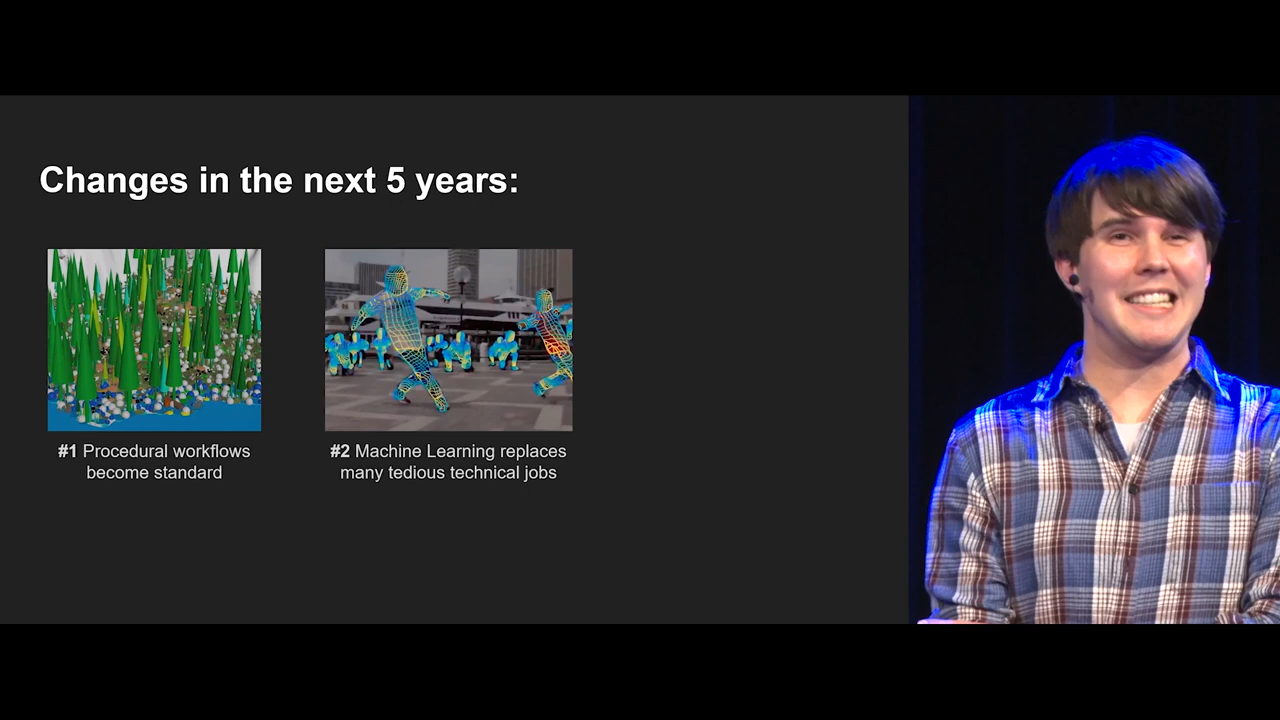 Changes in the next 5 years:
#1 Procedural workflows
become standard
#2 Machine Learning replaces
many tedious technical jobs